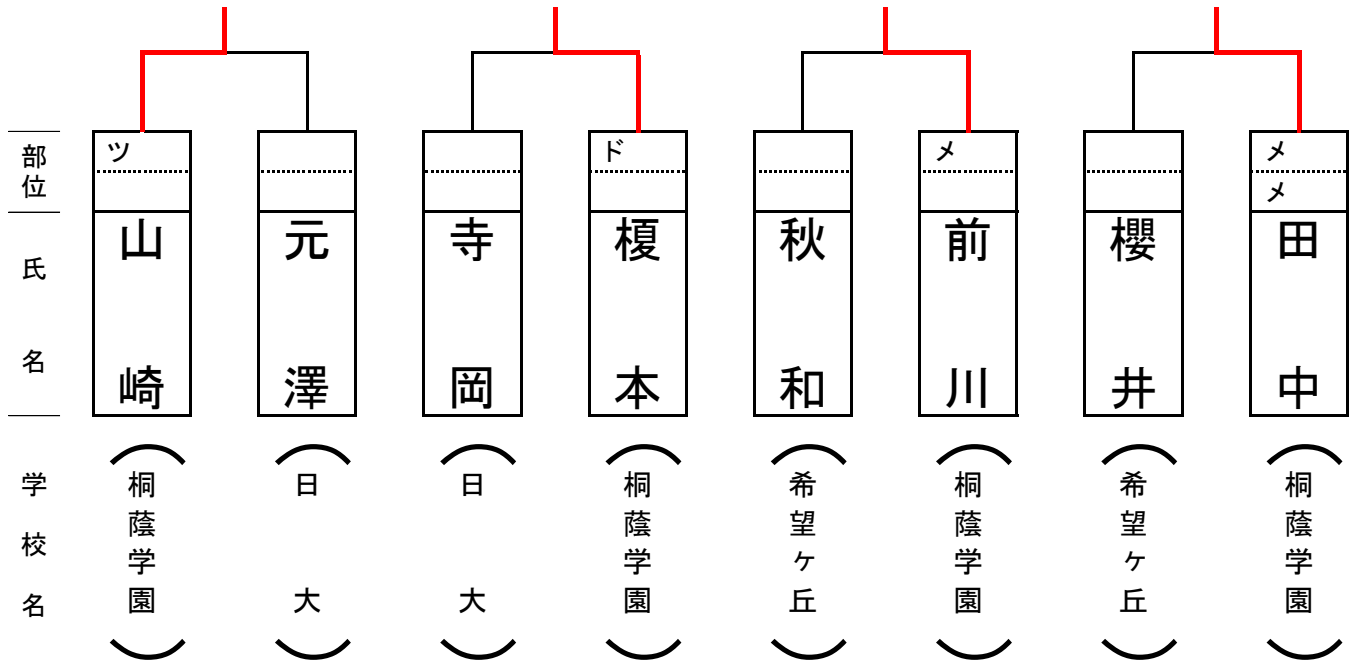 部位
氏名
学校名
ツ
山崎
桐蔭学園
元澤
日大
寺岡
日大
ド
榎本
桐蔭学園
秋和
希望ヶ丘
メ
前川
桐蔭学園
櫻井
希望ヶ丘
メ
メ
田中
桐蔭学園